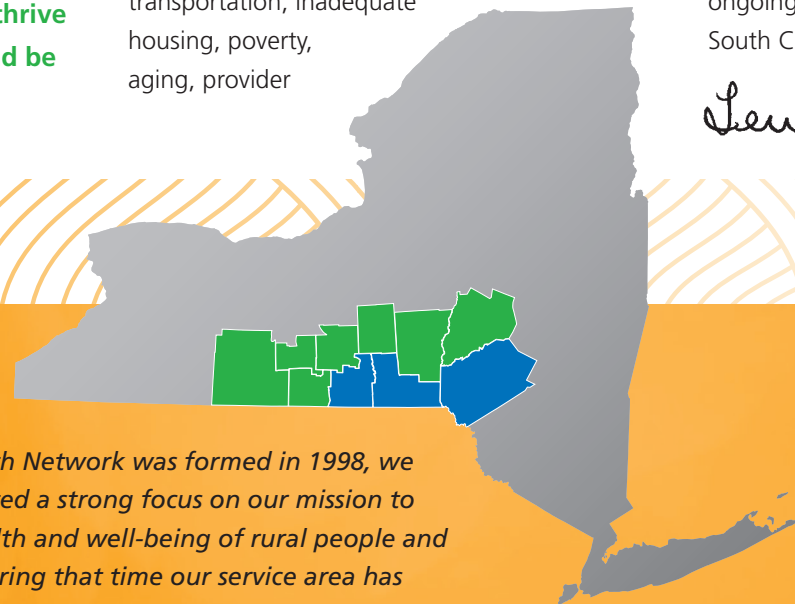 thrive
d be
transportation, inadequate
housing, poverty,
aging, provider
ongoing
South C
th Network was formed in 1998, we
ed a strong focus on our mission to
lth and well-being of rural people and
ring that time our service area has